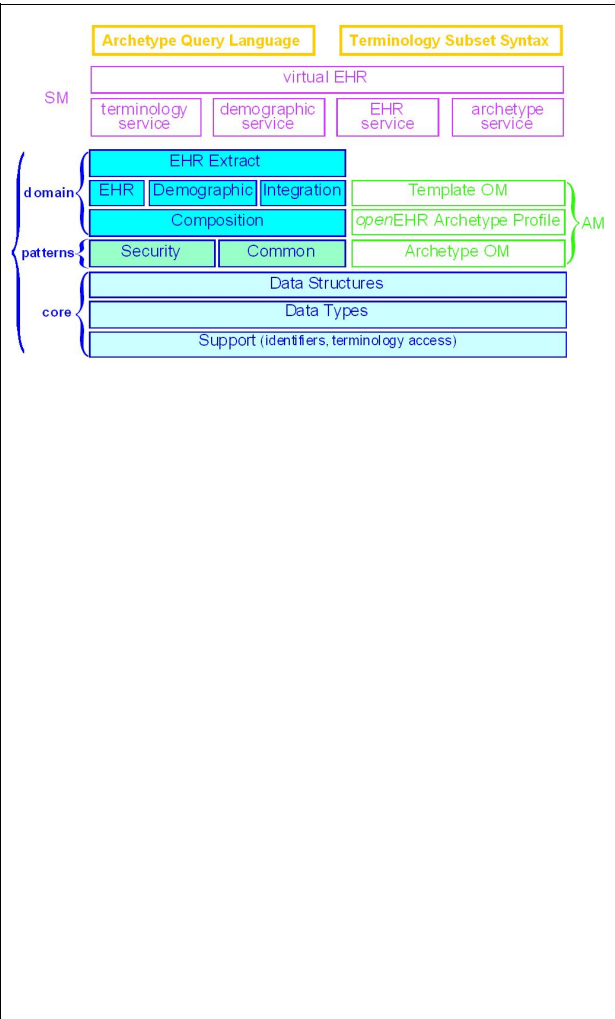 Archetype Query Language
Terminology Subset Syntax
SM
virtual EHR
terminology
service
demographic
service
EHR
service
archetype
service
domain
EHR Extract
EHR
Demographic
Integration
Composition
Template OM
openEHR Archetype Profile
AM
patterns
Security
Common
Archetype OM
core
Data Structures
Data Types
Support (identifiers, terminology access)